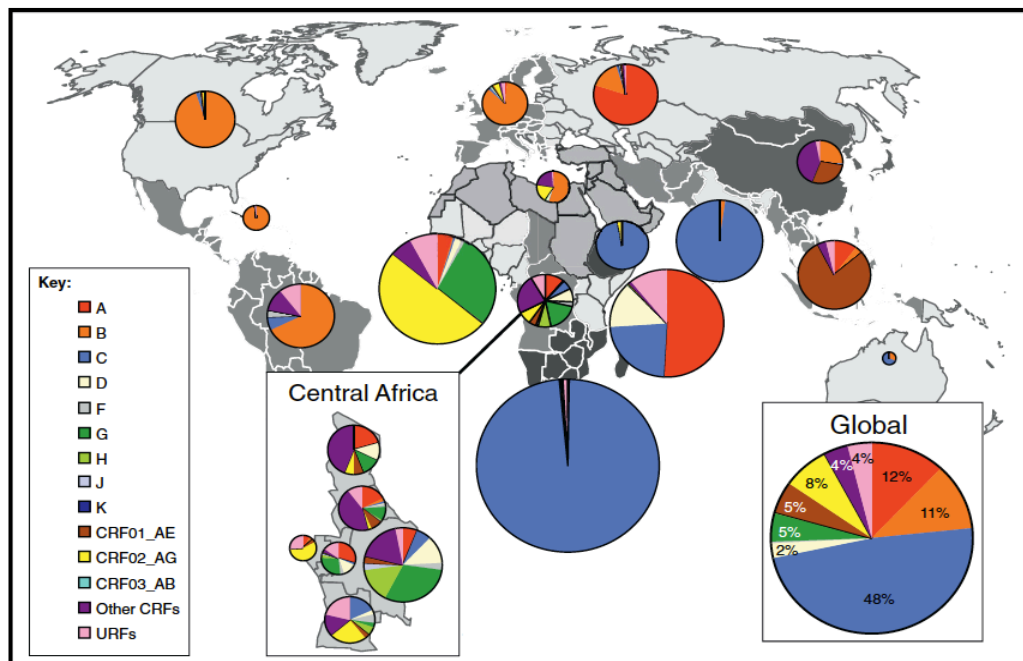 Key:
A
B
C
D
F
G
H
J
K
CRF01_AE
CRF02_AG
CRF03_AB
Other CRFs
URFs
Central Africa
Global
4%
4%
12%
8%
11%
5%
5%
2%
48%